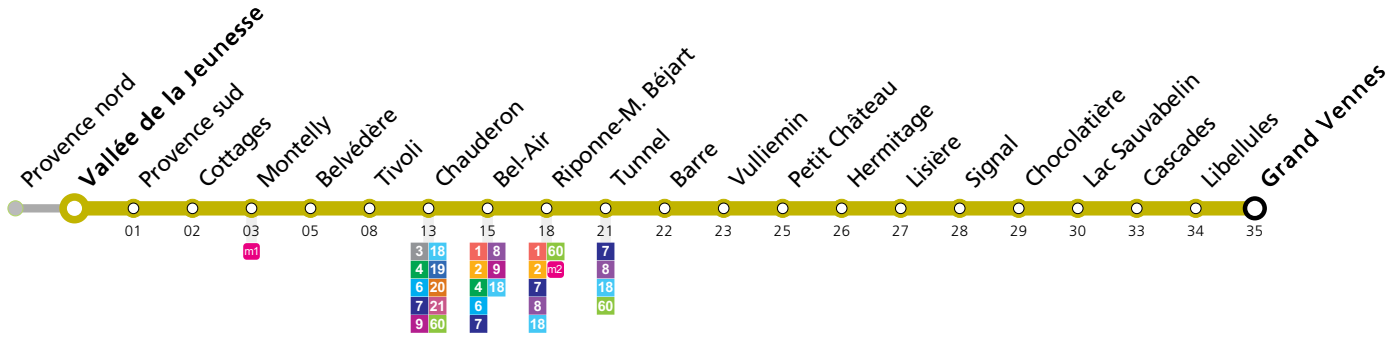 Provence nord
Vallée de la Jeunesse
Provence sud
Cottages
Montelly
Belvédère
Tivoli
Chauderon
Bel-Air
Riponne-M. Béjart
Tunnel
Barre
Vulliemin
Petit Château
Hermitage
Lisière
Signal
Chocolatière
Lac Sauvabelin
Cascades
Libellules
Grand Vennes
01 02 03 05 08 13 15 18 21 22 23 25 26 27 28 29 30 33 34 35
m1 3 18 1 8 1 60 7
4 19 2 9 2 m2 8
6 20 4 18 7 18
7 21 6 8 60
9 60 7 18